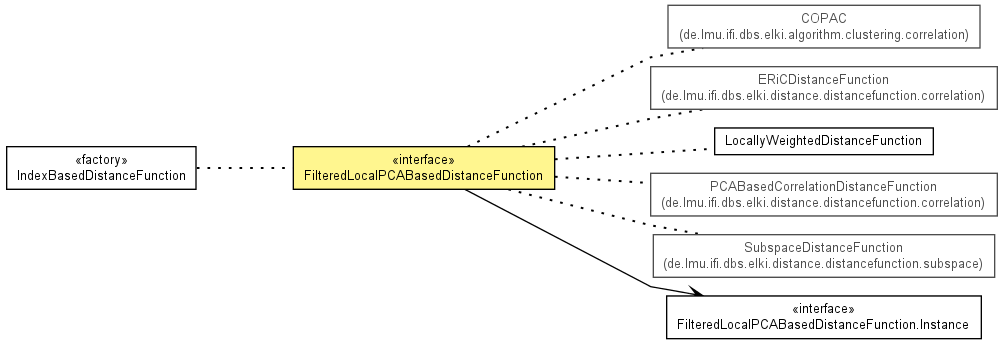 COPAC
(de.lmu.ifi.dbs.elki.algorithm.clustering.correlation)
ERiCDistanceFunction
(de.lmu.ifi.dbs.elki.distance.distancefunction.correlation)
LocallyWeightedDistanceFunction
«factory»
IndexBasedDistanceFunction
«interface»
FilteredLocalPCABasedDistanceFunction
PCABasedCorrelationDistanceFunction
(de.lmu.ifi.dbs.elki.distance.distancefunction.correlation)
SubspaceDistanceFunction
(de.lmu.ifi.dbs.elki.distance.distancefunction.subspace)
«interface»
FilteredLocalPCABasedDistanceFunction.Instance